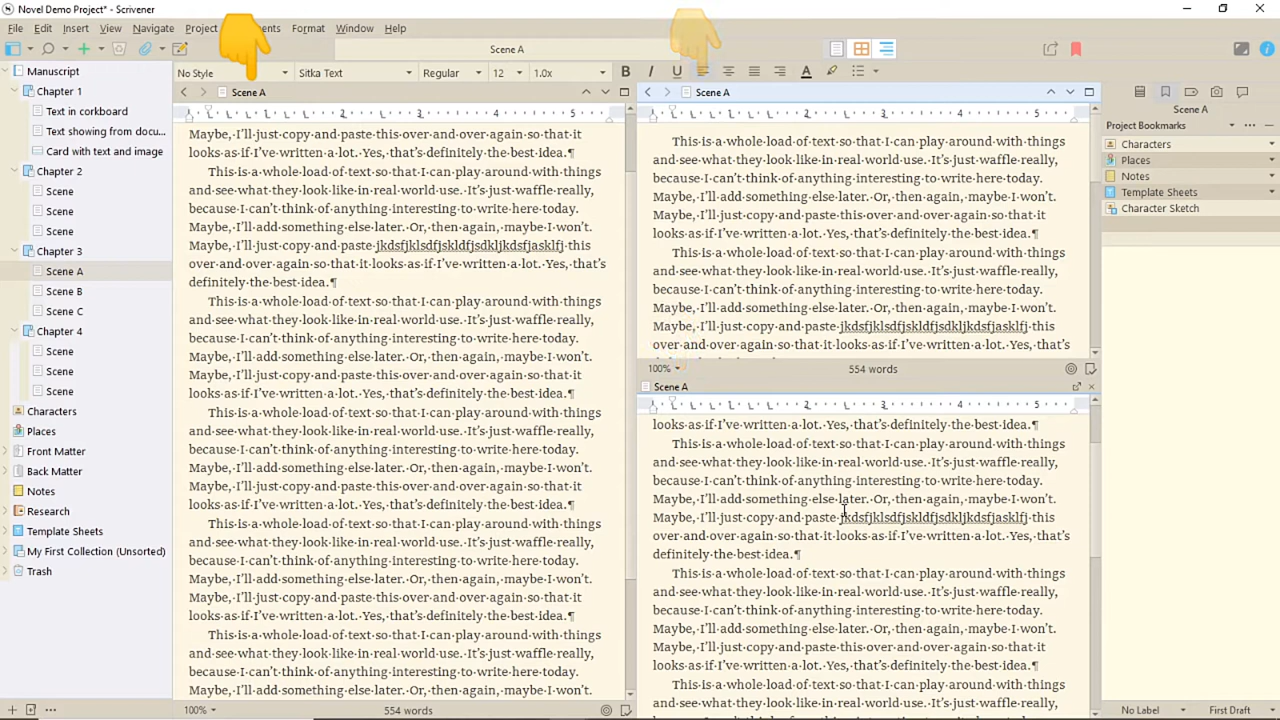 Novel Demo Project* - Scrivener
File Edit Insert View Navigate Project ments Format Window Help
Scene A
No Style Sitka Text Regular 12 1.0x B I U A
Manuscript
Chapter 1
Text in corkboard
Text showing from docu...
Card with text and image
Chapter 2
Scene
Scene
Scene
Chapter 3
Scene A
Scene B
Scene C
Chapter 4
Scene
Scene
Scene
Characters
Places
Front Matter
Back Matter
Notes
Research
Template Sheets
My First Collection (Unsorted)
Trash
Scene A
1 2 3 4 5
Maybe,·I'll·just·copy·and·paste·this·over·and·over·again·so·that·it
looks·as·if·I've·written·a·lot.·Yes,·that's·definitely·the·best·idea.¶
This·is·a·whole·load·of·text·so·that·I·can·play·around·with·things
and·see·what·they·look·like·in·real·world·use.·It's·just·waffle·really,
because·I·can't·think·of·anything·interesting·to·write·here·today.
Maybe,·I'll·add·something·else·later.·Or,·then·again,·maybe·I·won't.
Maybe,·I'll·just·copy·and·paste·jkdsfjklsdfjskldfjsdkljkdsfjasklfj·this
over·and·over·again·so·that·it·looks·as·if·I've·written·a·lot.·Yes,·that's
definitely·the·best·idea.¶
This·is·a·whole·load·of·text·so·that·I·can·play·around·with·things
and·see·what·they·look·like·in·real·world·use.·It's·just·waffle·really,
because·I·can't·think·of·anything·interesting·to·write·here·today.
Maybe,·I'll·add·something·else·later.·Or,·then·again,·maybe·I·won't.
Maybe,·I'll·just·copy·and·paste·this·over·and·over·again·so·that·it
looks·as·if·I've·written·a·lot.·Yes,·that's·definitely·the·best·idea.¶
This·is·a·whole·load·of·text·so·that·I·can·play·around·with·things
and·see·what·they·look·like·in·real·world·use.·It's·just·waffle·really,
because·I·can't·think·of·anything·interesting·to·write·here·today.
Maybe,·I'll·add·something·else·later.·Or,·then·again,·maybe·I·won't.
Maybe,·I'll·just·copy·and·paste·this·over·and·over·again·so·that·it
looks·as·if·I've·written·a·lot.·Yes,·that's·definitely·the·best·idea.¶
This·is·a·whole·load·of·text·so·that·I·can·play·around·with·things
and·see·what·they·look·like·in·real·world·use.·It's·just·waffle·really,
because·I·can't·think·of·anything·interesting·to·write·here·today.
Maybe,·I'll·add·something·else·later.·Or,·then·again,·maybe·I·won't.
Maybe,·I'll·just·copy·and·paste·this·over·and·over·again·so·that·it
looks·as·if·I've·written·a·lot.·Yes,·that's·definitely·the·best·idea.¶
This·is·a·whole·load·of·text·so·that·I·can·play·around·with·things
and·see·what·they·look·like·in·real·world·use.·It's·just·waffle·really,
because·I·can't·think·of·anything·interesting·to·write·here·today.
Maybe,·I'll·add·something·else·later.·Or,·then·again,·maybe·I·won't.
100% 554 words
Scene A
1 2 3 4 5
This·is·a·whole·load·of·text·so·that·I·can·play·around·with·things
and·see·what·they·look·like·in·real·world·use.·It's·just·waffle·really,
because·I·can't·think·of·anything·interesting·to·write·here·today.
Maybe,·I'll·add·something·else·later.·Or,·then·again,·maybe·I·won't.
Maybe,·I'll·just·copy·and·paste·this·over·and·over·again·so·that·it
looks·as·if·I've·written·a·lot.·Yes,·that's·definitely·the·best·idea.¶
This·is·a·whole·load·of·text·so·that·I·can·play·around·with·things
and·see·what·they·look·like·in·real·world·use.·It's·just·waffle·really,
because·I·can't·think·of·anything·interesting·to·write·here·today.
Maybe,·I'll·add·something·else·later.·Or,·then·again,·maybe·I·won't.
Maybe,·I'll·just·copy·and·paste·jkdsfjklsdfjskldfjsdkljkdsfjasklfj·this
over·and·over·again·so·that·it·looks·as·if·I've·written·a·lot.·Yes,·that's
100% 554 words
Scene A
1 2 3 4 5
looks·as·if·I've·written·a·lot.·Yes,·that's·definitely·the·best·idea.¶
This·is·a·whole·load·of·text·so·that·I·can·play·around·with·things
and·see·what·they·look·like·in·real·world·use.·It's·just·waffle·really,
because·I·can't·think·of·anything·interesting·to·write·here·today.
Maybe,·I'll·add·something·else·later.·Or,·then·again,·maybe·I·won't.
Maybe,·I'll·just·copy·and·paste·jkdsfjklsdfjskldfjsdkljkdsfjasklfj·this
over·and·over·again·so·that·it·looks·as·if·I've·written·a·lot.·Yes,·that's
definitely·the·best·idea.¶
This·is·a·whole·load·of·text·so·that·I·can·play·around·with·things
and·see·what·they·look·like·in·real·world·use.·It's·just·waffle·really,
because·I·can't·think·of·anything·interesting·to·write·here·today.
Maybe,·I'll·add·something·else·later.·Or,·then·again,·maybe·I·won't.
Maybe,·I'll·just·copy·and·paste·this·over·and·over·again·so·that·it
looks·as·if·I've·written·a·lot.·Yes,·that's·definitely·the·best·idea.¶
This·is·a·whole·load·of·text·so·that·I·can·play·around·with·things
and·see·what·they·look·like·in·real·world·use.·It's·just·waffle·really,
Scene A
Project Bookmarks
Characters
Places
Notes
Template Sheets
Character Sketch
No Label First Draft